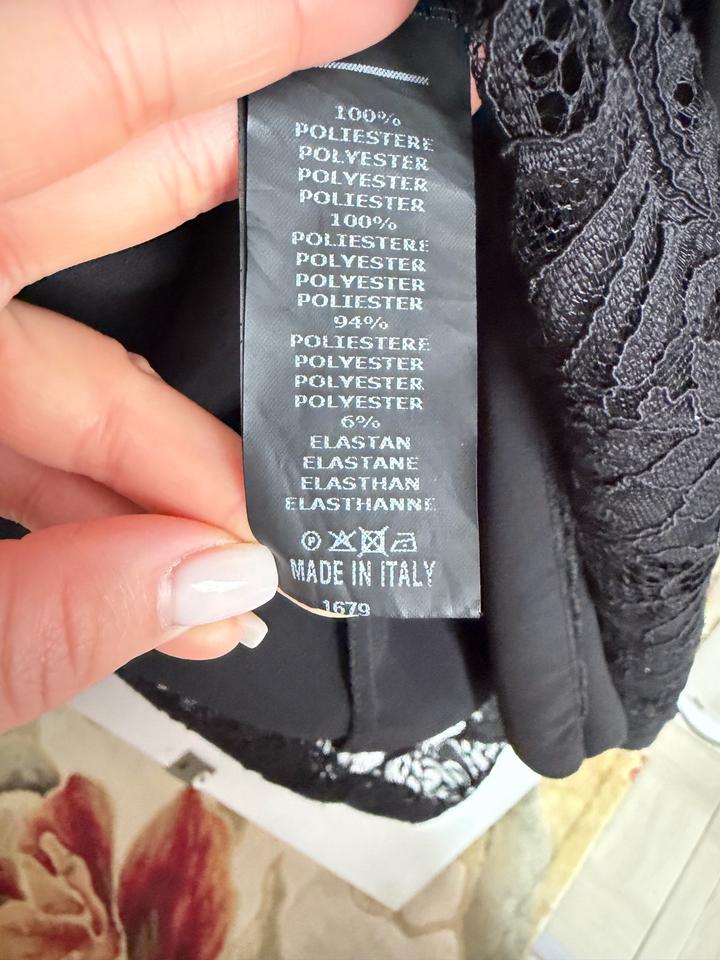 100%
POLIESTERE
POLYESTER
POLYESTER
POLIESTER
100%
POLIESTERE
POLYESTER
POLYESTER
POLIESTER
94%
POLIESTERE
POLYESTER
POLYESTER
POLYESTER
6%
ELASTAN
ELASTANE
ELASTHAN
ELASTHANNE
P
MADE IN ITALY
1679